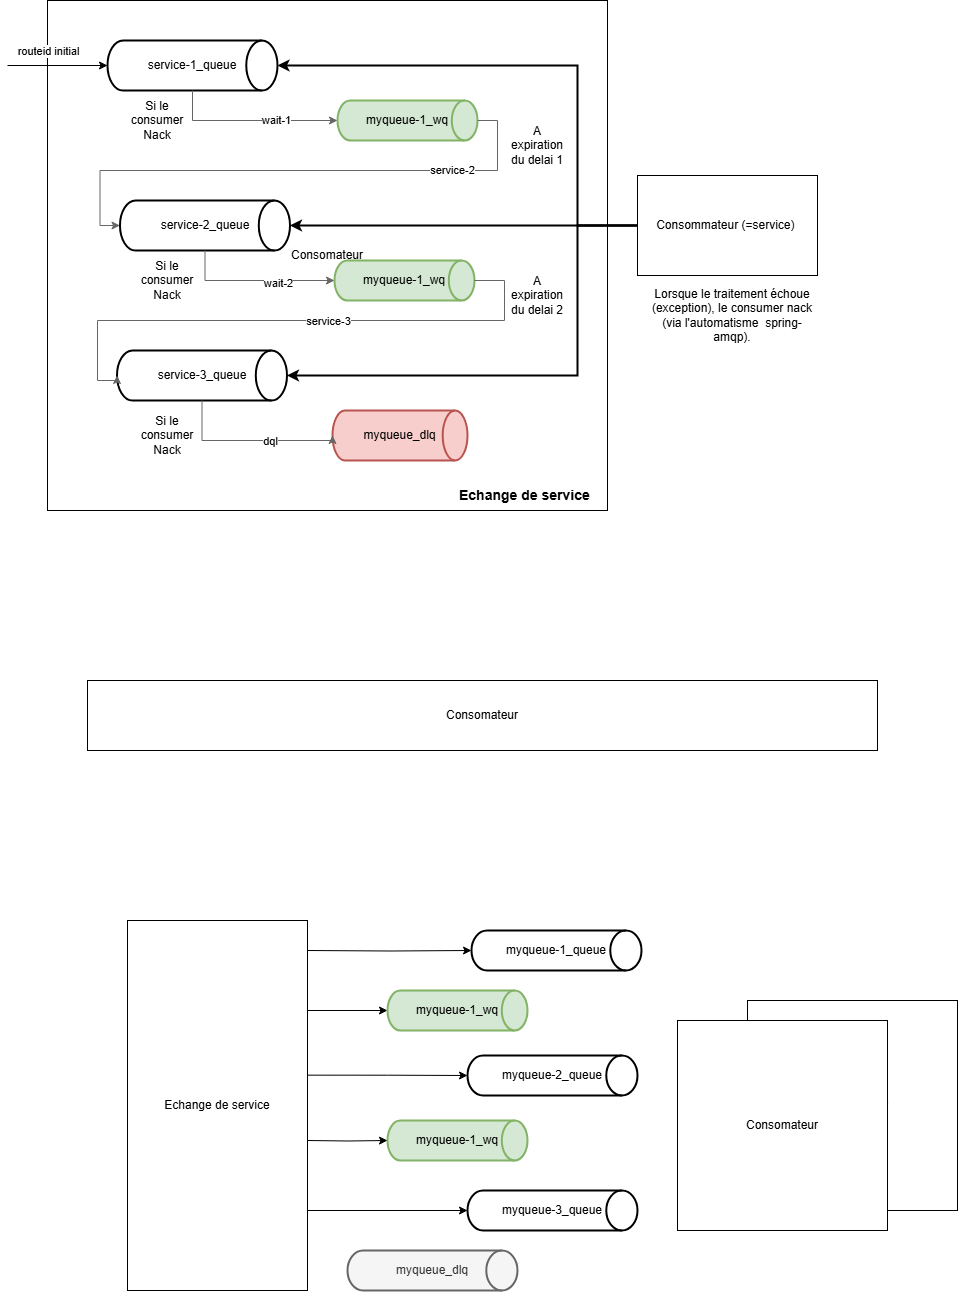 routeid initial
service-1_queue
Si le
consumer
Nack
wait-1
myqueue-1_wq
A
expiration
du delai 1
service-2
service-2_queue
Consommateur (=service)
Consomateur
Si le
consumer
Nack
wait-2
myqueue-1_wq
A
expiration
du delai 2
Lorsque le traitement échoue
(exception), le consumer nack
(via l'automatisme spring-
amqp).
service-3
service-3_queue
Si le
consumer
Nack
dql
myqueue_dlq
Echange de service
Consomateur
myqueue-1_queue
myqueue-1_wq
myqueue-2_queue
Echange de service
Consomateur
myqueue-1_wq
myqueue-3_queue
myqueue_dlq